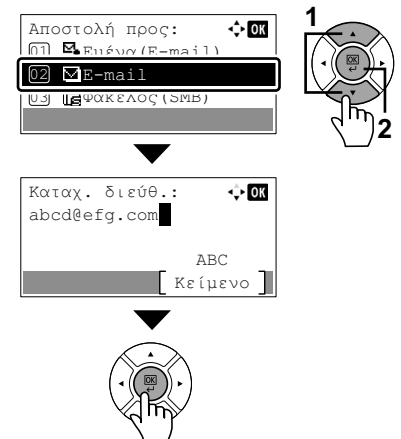 Αποστολή προς: OK
01 Εμένα(E-mail)
02 E-mail
03 Φάκελος(SMB)
1
OK
2
Καταχ. διεύθ.: OK
abcd@efg.com
ABC
[ Κείμενο ]
OK